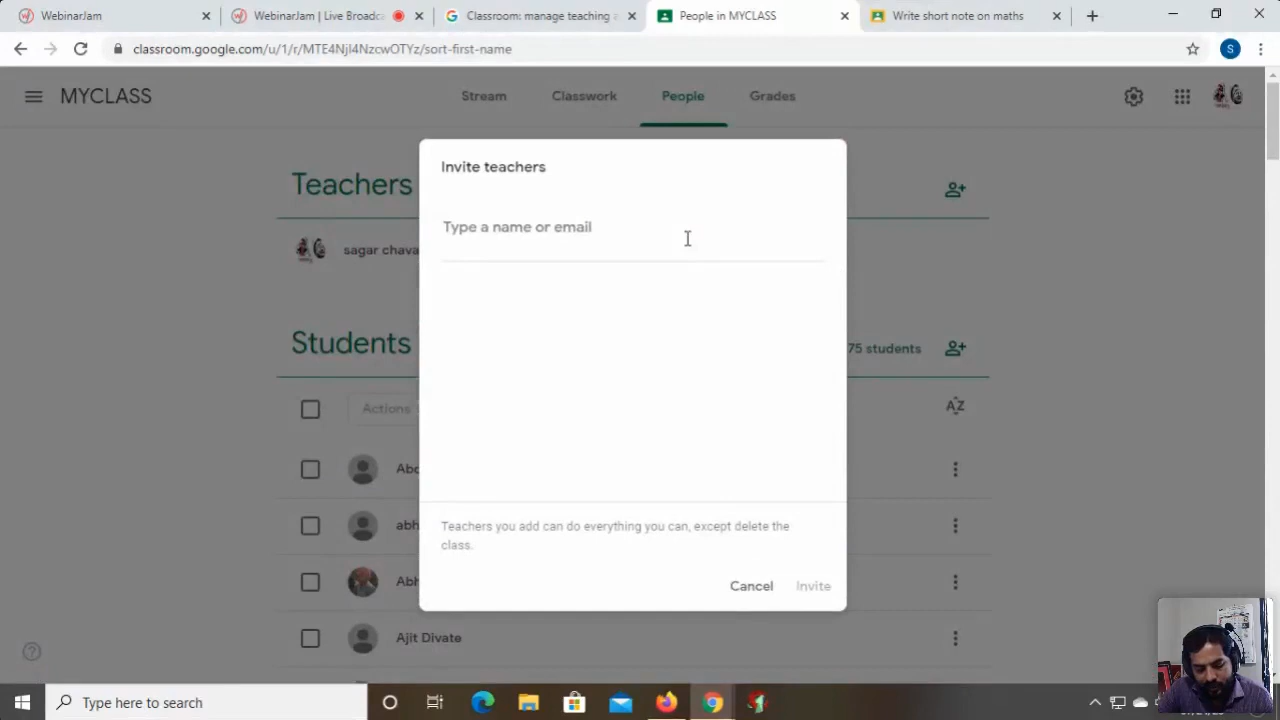 WebinarJam
WebinarJam | Live Broadca
Classroom: manage teaching a
People in MYCLASS
Write short note on maths
classroom.google.com/u/1/r/MTE4NjI4NzcwOTYz/sort-first-name
S
MYCLASS
Stream
Classwork
People
Grades
Invite teachers
Teachers
Type a name or email
sagar chava
Students
75 students
Actions
AZ
Abd
abh
Teachers you add can do everything you can, except delete the
class.
Abh
Cancel
Invite
Ajit Divate
Type here to search